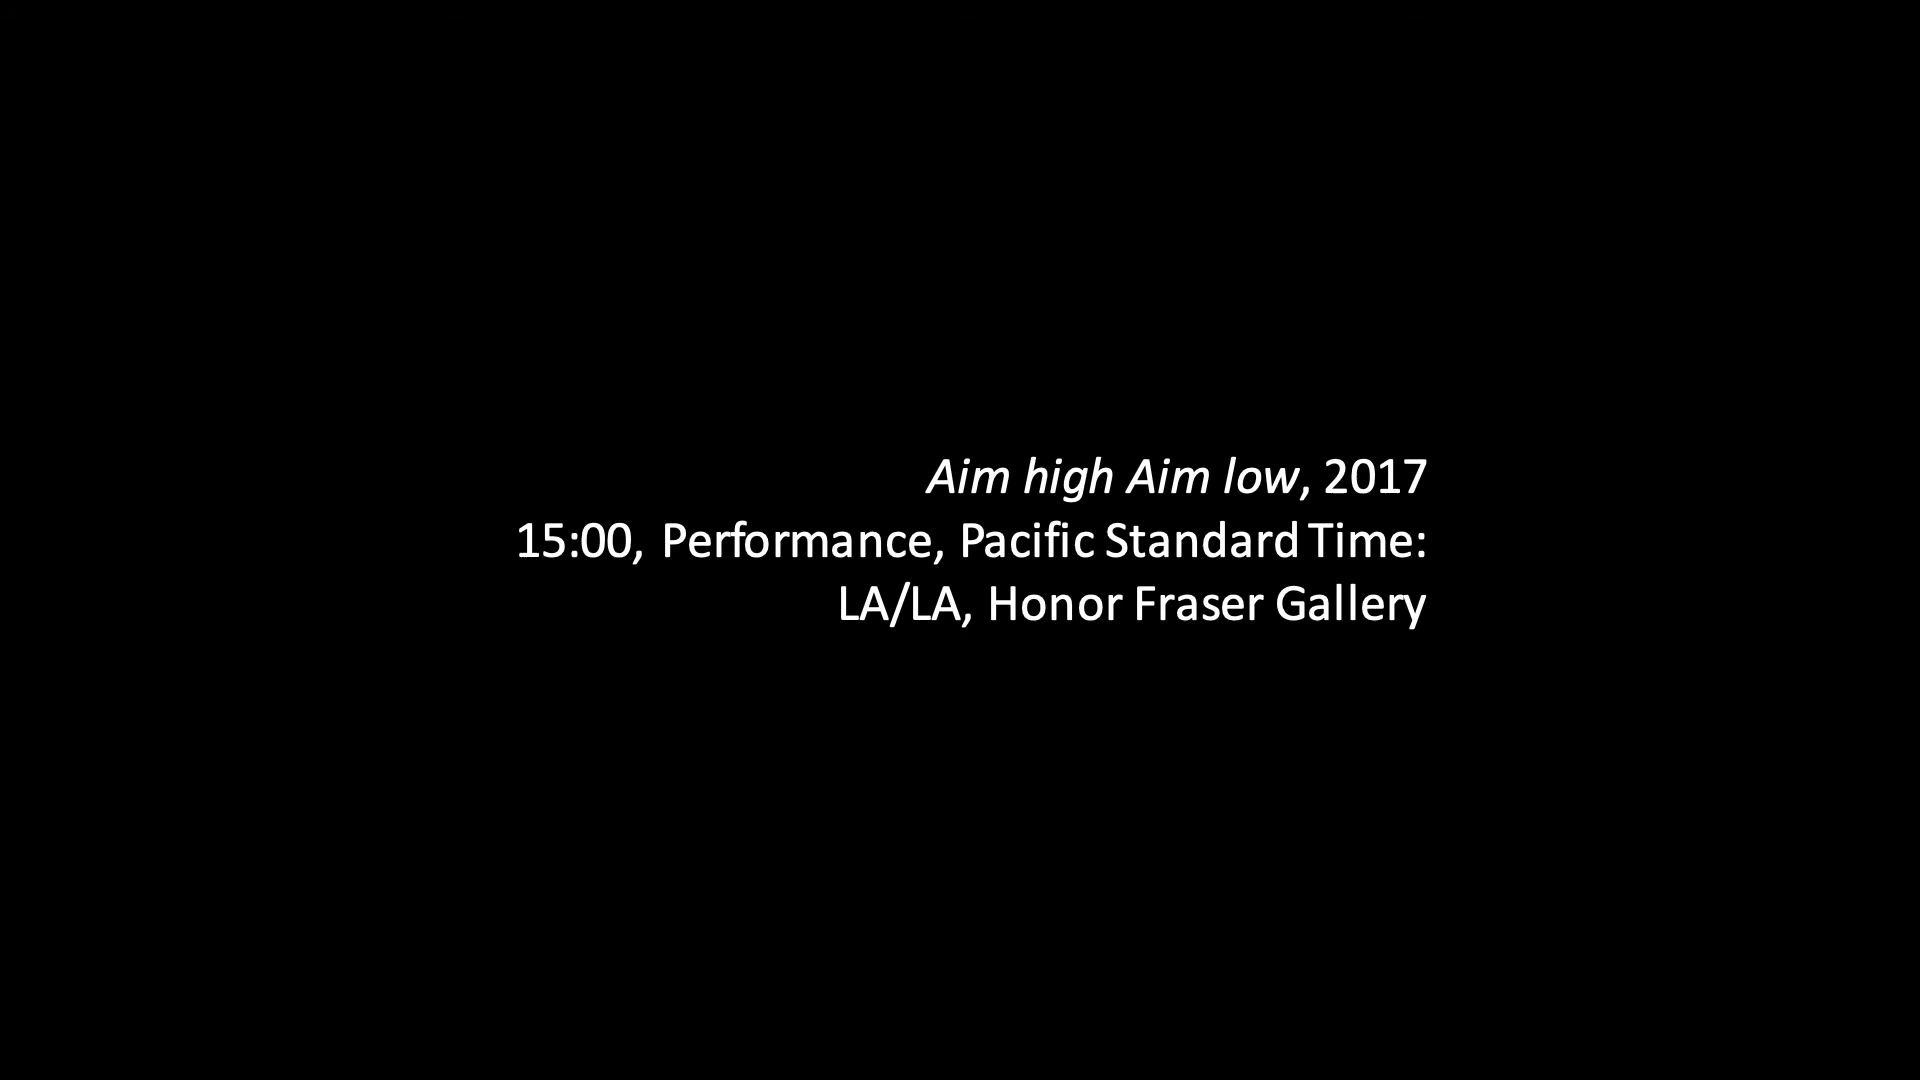 Aim high Aim low, 2017
15:00, Performance, Pacific Standard Time:
LA/LA, Honor Fraser Gallery